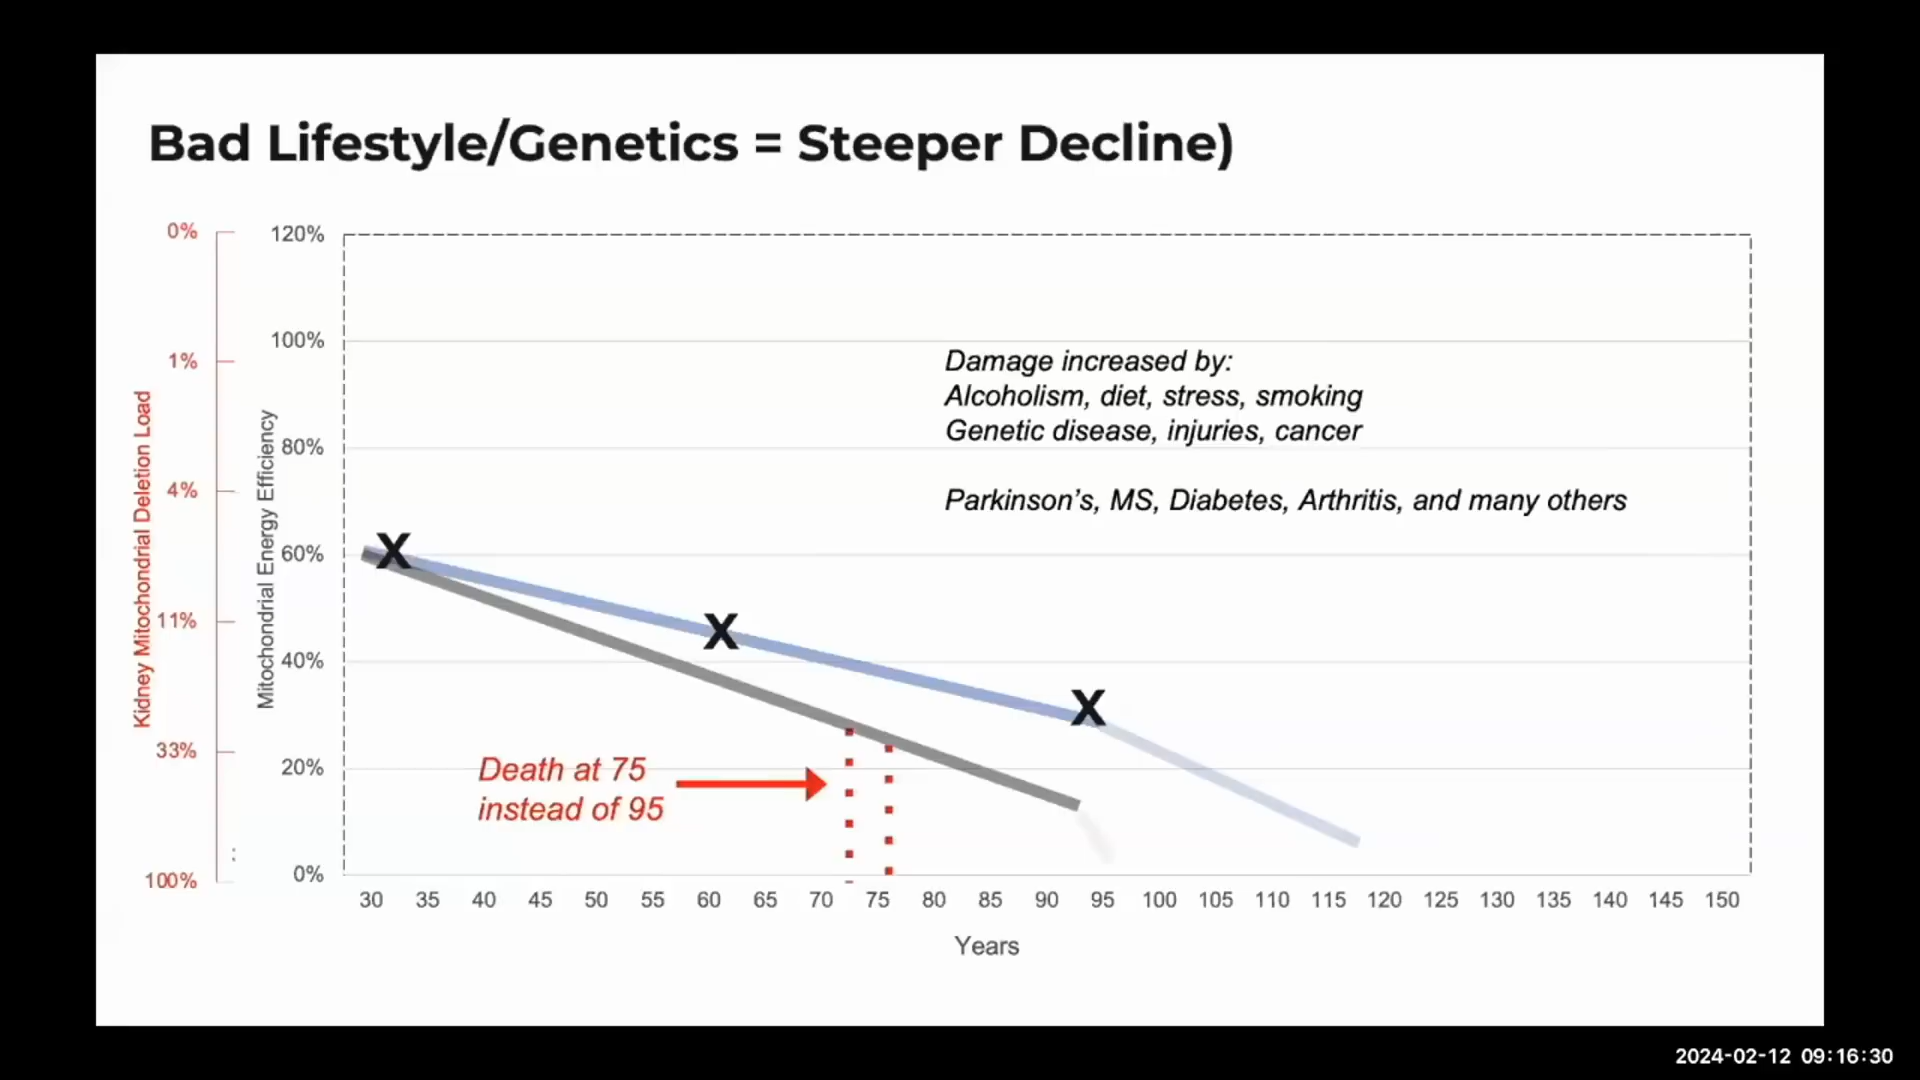 Bad Lifestyle/Genetics = Steeper Decline)
Kidney Mitochondrial Deletion Load
0%
1%
4%
11%
33%
100%
Mitochondrial Energy Efficiency
120%
100%
80%
60%
40%
20%
0%
Damage increased by:
Alcoholism, diet, stress, smoking
Genetic disease, injuries, cancer
Parkinson’s, MS, Diabetes, Arthritis, and many others
X
X
X
Death at 75
instead of 95
30 35 40 45 50 55 60 65 70 75 80 85 90 95 100 105 110 115 120 125 130 135 140 145 150
Years
2024-02-12 09:16:30